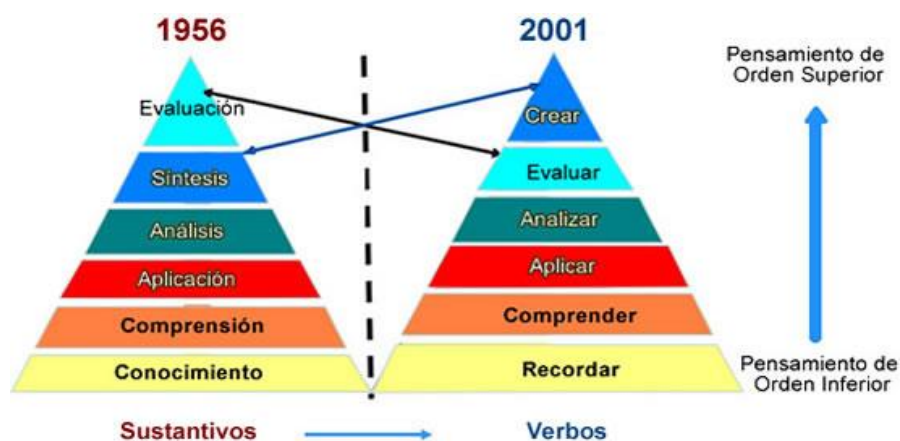 1956
2001
Pensamiento de
Orden Superior
Evaluación
Crear
Síntesis
Evaluar
Análisis
Analizar
Aplicación
Aplicar
Comprensión
Comprender
Conocimiento
Recordar
Pensamiento de
Orden Inferior
Sustantivos
Verbos